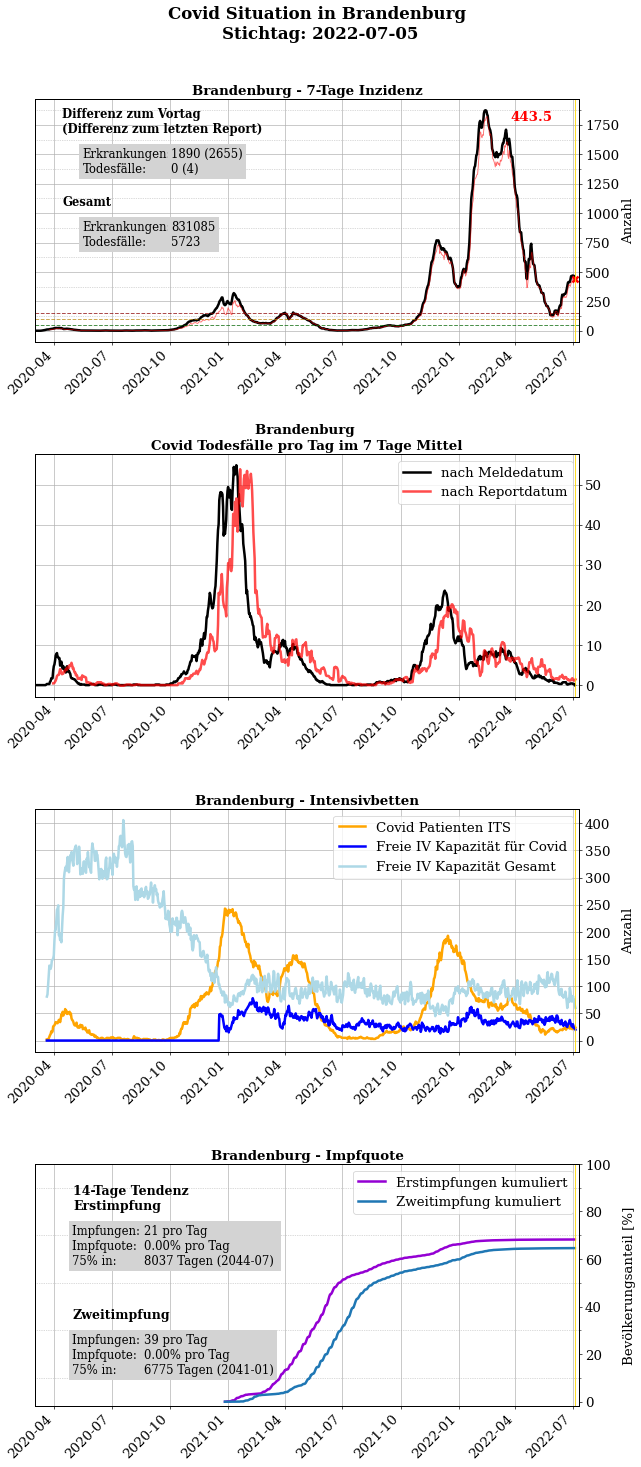 Covid Situation in Brandenburg
Stichtag: 2022-07-05
Brandenburg - 7-Tage Inzidenz
Differenz zum Vortag
(Differenz zum letzten Report)
Erkrankungen 1890 (2655)
Todesfälle: 0 (4)
Gesamt
Erkrankungen 831085
Todesfälle: 5723
443.5
1750
1500
1250
1000
750
500
250
0
Anzahl
2020-04
2020-07
2020-10
2021-01
2021-04
2021-07
2021-10
2022-01
2022-04
2022-07
Brandenburg
Covid Todesfälle pro Tag im 7 Tage Mittel
nach Meldedatum
nach Reportdatum
50
40
30
20
10
0
2020-04
2020-07
2020-10
2021-01
2021-04
2021-07
2021-10
2022-01
2022-04
2022-07
Brandenburg - Intensivbetten
Covid Patienten ITS
Freie IV Kapazität für Covid
Freie IV Kapazität Gesamt
400
350
300
250
200
150
100
50
0
Anzahl
2020-04
2020-07
2020-10
2021-01
2021-04
2021-07
2021-10
2022-01
2022-04
2022-07
Brandenburg - Impfquote
14-Tage Tendenz
Erstimpfung
Impfungen: 21 pro Tag
Impfquote: 0.00% pro Tag
75% in: 8037 Tagen (2044-07)
Zweitimpfung
Impfungen: 39 pro Tag
Impfquote: 0.00% pro Tag
75% in: 6775 Tagen (2041-01)
Erstimpfungen kumuliert
Zweitimpfung kumuliert
100
80
60
40
20
0
Bevölkerungsanteil [%]
2020-04
2020-07
2020-10
2021-01
2021-04
2021-07
2021-10
2022-01
2022-04
2022-07